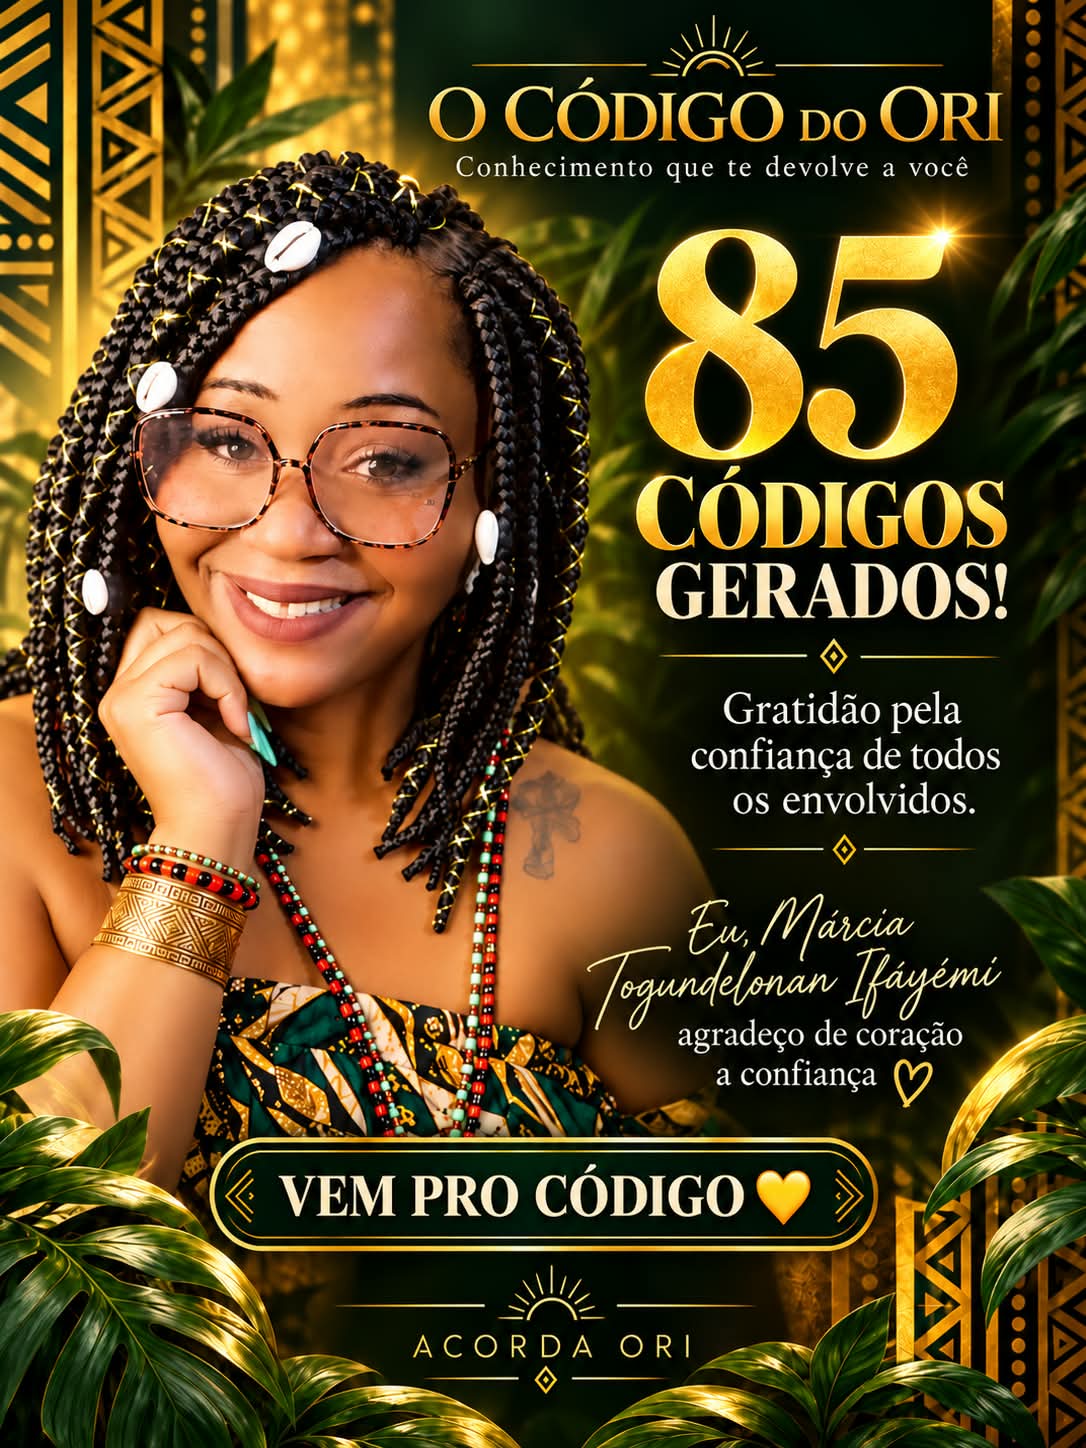 O CÓDIGO DO ORI
Conhecimento que te devolve a você
85
CÓDIGOS
GERADOS!
Gratidão pela
confiança de todos
os envolvidos.
Eu, Márcia
Togundelonan Ifáyémi
agradeço de coração
a confiança
VEM PRO CÓDIGO 💛
ACORDA ORI